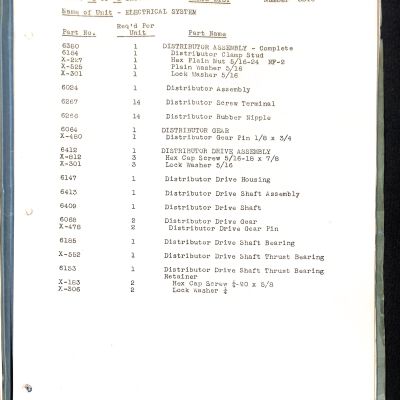 Name of Unit - ELECTRICAL SYSTEM
Req'd Per
Part No. Unit Part Name
6350 1 DISTRIBUTOR ASSEMBLY - Complete
6184 1 Distributor Clamp Stud
X-227 1 Hex Plain Nut 5/16-24 NF-2
X-525 1 Plain Washer 5/16
X-301 1 Lock Washer 5/16
6024 1 Distributor Assembly
6267 14 Distributor Screw Terminal
6266 14 Distributor Rubber Nipple
6064 1 DISTRIBUTOR GEAR
X-480 1 Distributor Gear Pin 1/8 x 3/4
6412 1 DISTRIBUTOR DRIVE ASSEMBLY
X-812 3 Hex Cap Screw 5/16-18 x 7/8
X-301 3 Lock Washer 5/16
6147 1 Distributor Drive Housing
6413 1 Distributor Drive Shaft Assembly
6409 1 Distributor Drive Shaft
6088 2 Distributor Drive Gear
X-478 2 Distributor Drive Gear Pin
6185 1 Distributor Drive Shaft Bearing
X-552 1 Distributor Drive Shaft Thrust Bearing
6153 1 Distributor Drive Shaft Thrust Bearing
Retainer
X-183 2 Hex Cap Screw ¼-20 x 5/8
X-306 2 Lock Washer ¼